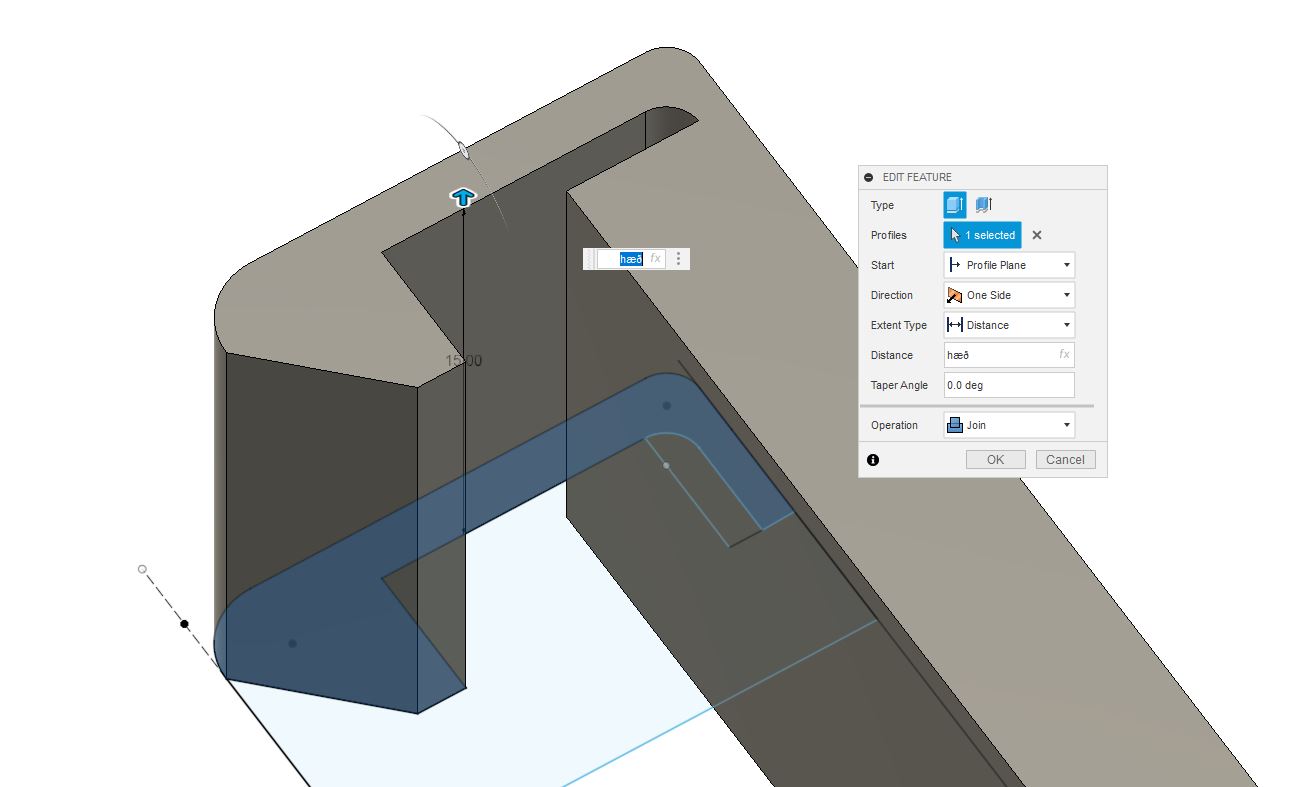 EDIT FEATURE
Type
Profiles 1 selected
Start Profile Plane
Direction One Side
Extent Type Distance
Distance hæð fx
Taper Angle 0.0 deg
Operation Join
OK Cancel
hæð fx
15.00